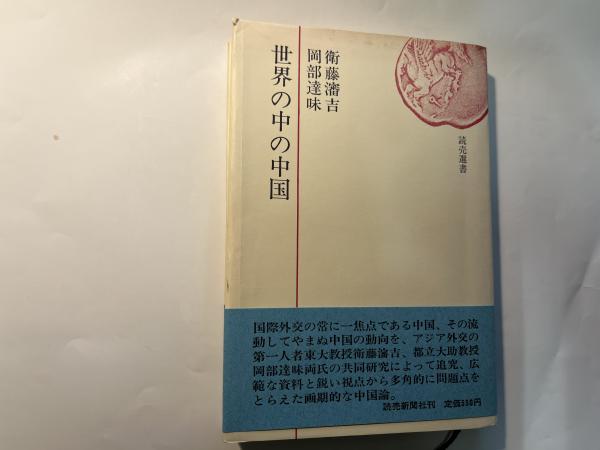 世界の中の中国
衛藤瀋吉
岡部達味
読売選書
国際外交の常に一焦点である中国、その流
動してやまぬ中国の動向を、アジア外交の
第一人者東大教授衛藤瀋吉、都立大助教授
岡部達味両氏の共同研究によって追究、広
範な資料と鋭い視点から多角的に問題点を
とらえた画期的な中国論。
読売新聞社刊 定価550円